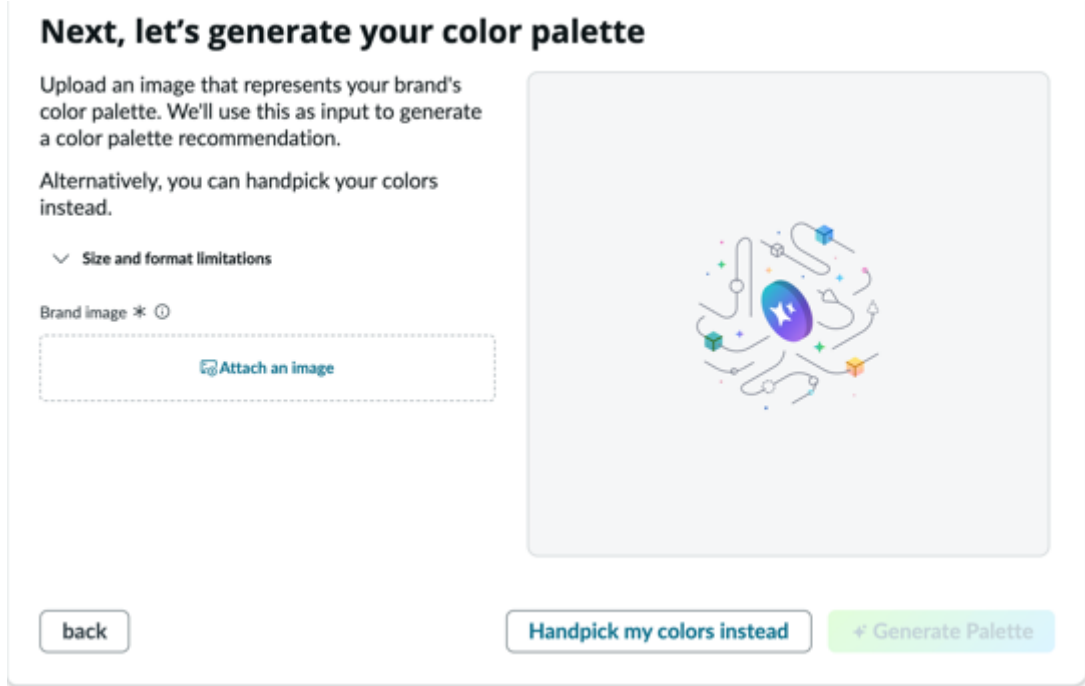 Next, let’s generate your color palette
Upload an image that represents your brand's
color palette. We'll use this as input to generate
a color palette recommendation.
Alternatively, you can handpick your colors
instead.
Size and format limitations
Brand image *
Attach an image
back
Handpick my colors instead
Generate Palette